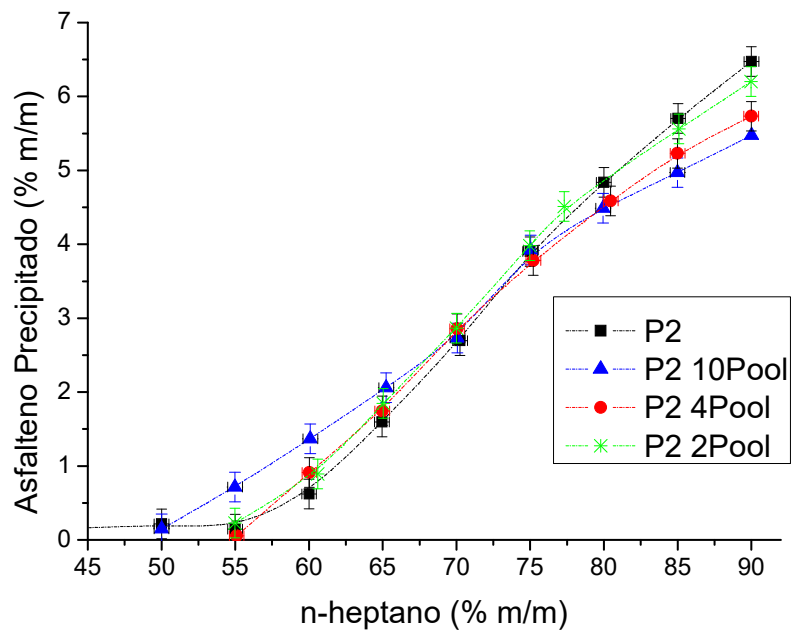 7
6
5
4
3
2
1
0
Asfalteno Precipitado (% m/m)
P2
P2 10Pool
P2 4Pool
P2 2Pool
45 50 55 60 65 70 75 80 85 90
n-heptano (% m/m)